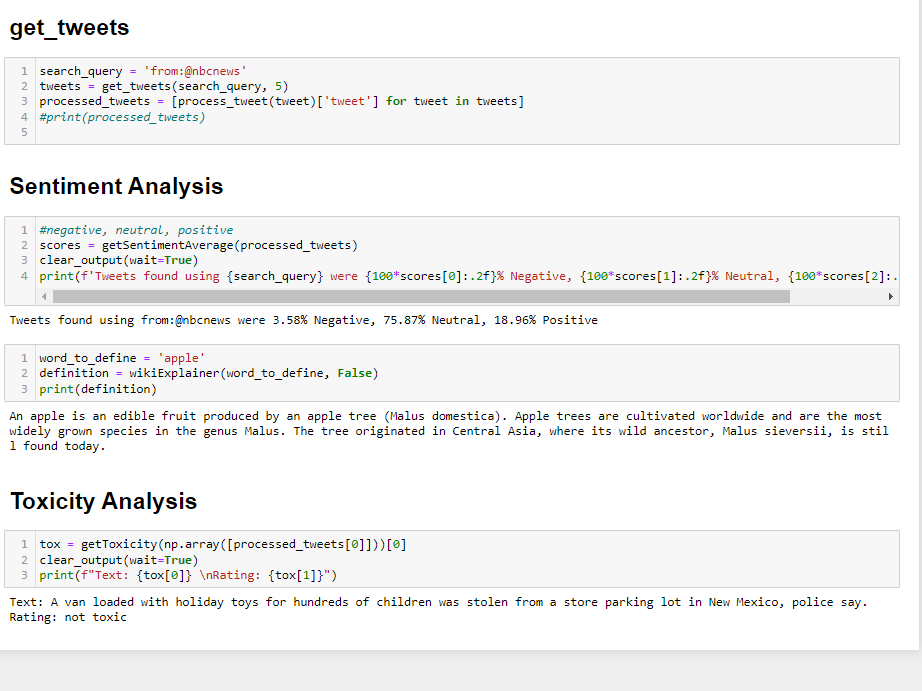 get_tweets
1 search_query = 'from:@nbcnews'
2 tweets = get_tweets(search_query, 5)
3 processed_tweets = [process_tweet(tweet)['tweet'] for tweet in tweets]
4 #print(processed_tweets)
5
Sentiment Analysis
1 #negative, neutral, positive
2 scores = getSentimentAverage(processed_tweets)
3 clear_output(wait=True)
4 print(f'Tweets found using {search_query} were {100*scores[0]:.2f}% Negative, {100*scores[1]:.2f}% Neutral, {100*scores[2]:.
Tweets found using from:@nbcnews were 3.58% Negative, 75.87% Neutral, 18.96% Positive
1 word_to_define = 'apple'
2 definition = wikiExplainer(word_to_define, False)
3 print(definition)
An apple is an edible fruit produced by an apple tree (Malus domestica). Apple trees are cultivated worldwide and are the most
widely grown species in the genus Malus. The tree originated in Central Asia, where its wild ancestor, Malus sieversii, is stil
l found today.
Toxicity Analysis
1 tox = getToxicity(np.array([processed_tweets[0]]))[0]
2 clear_output(wait=True)
3 print(f"Text: {tox[0]} \nRating: {tox[1]}")
Text: A van loaded with holiday toys for hundreds of children was stolen from a store parking lot in New Mexico, police say.
Rating: not toxic